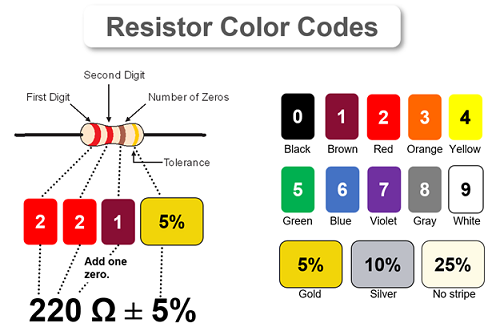 Resistor Color Codes
Second Digit
First Digit
Number of Zeros
Tolerance
2 2 1 5%
Add one
zero.
220 Ω ± 5%
0 1 2 3 4
Black Brown Red Orange Yellow
5 6 7 8 9
Green Blue Violet Gray White
5% 10% 25%
Gold Silver No stripe